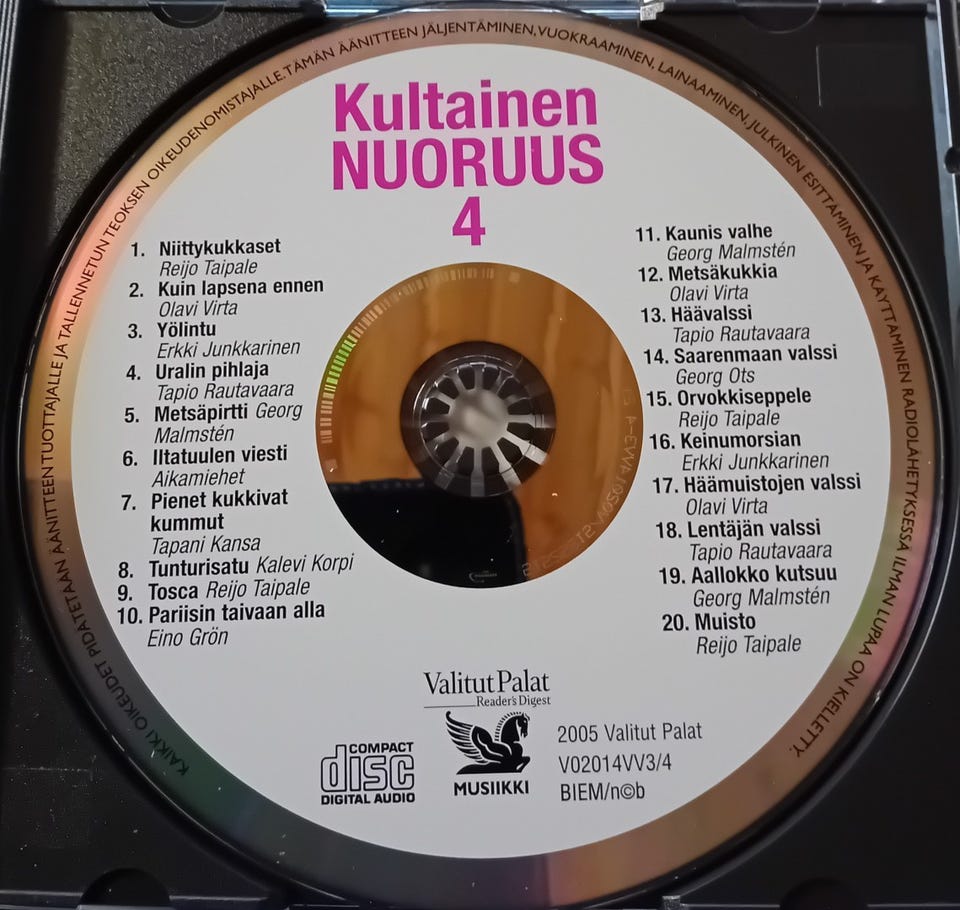 KAIKKI OIKEUDET PIDÄTETÄÄN ÄÄNITTEEN TUOTTAJALLE JA TALLENNETUN TEOKSEN OIKEUDENOMISTAJALLE. TÄMÄN ÄÄNITTEEN JÄLJENTÄMINEN, VUOKRAAMINEN, LAINAAMINEN, JULKINEN ESITTÄMINEN JA KÄYTTÄMINEN RADIOLÄHETYKSESSÄ ILMAN LUPAA ON KIELLETTY.
Kultainen
NUORUUS
4
1. Niittykukkaset
Reijo Taipale
2. Kuin lapsena ennen
Olavi Virta
3. Yölintu
Erkki Junkkarinen
4. Uralin pihlaja
Tapio Rautavaara
5. Metsäpirtti Georg
Malmstén
6. Iltatuulen viesti
Aikamiehet
7. Pienet kukkivat
kummut
Tapani Kansa
8. Tunturisatu Kalevi Korpi
9. Tosca Reijo Taipale
10. Pariisin taivaan alla
Eino Grön
11. Kaunis valhe
Georg Malmstén
12. Metsäkukkia
Olavi Virta
13. Häävalssi
Tapio Rautavaara
14. Saarenmaan valssi
Georg Ots
15. Orvokkiseppele
Reijo Taipale
16. Keinumorsian
Erkki Junkkarinen
17. Häämuistojen valssi
Olavi Virta
18. Lentäjän valssi
Tapio Rautavaara
19. Aallokko kutsuu
Georg Malmstén
20. Muisto
Reijo Taipale
Valitut Palat
Reader's Digest
MUSIIKKI
COMPACT
disc
DIGITAL AUDIO
2005 Valitut Palat
V02014VV3/4
BIEM/n©b